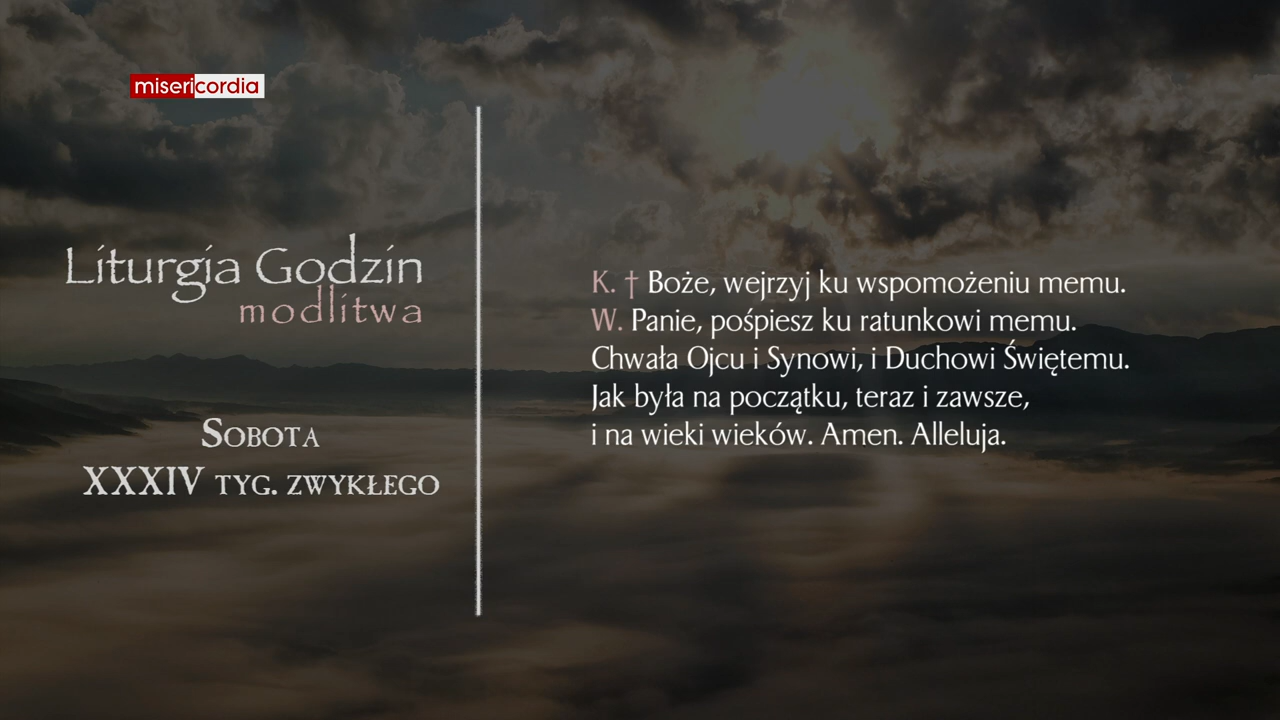 misericordia
Liturgia Godzin
modlitwa
Sobota
XXXIV tyg. zwykłego
K. † Boże, wejrzyj ku wspomożeniu memu.
W. Panie, pośpiesz ku ratunkowi memu.
Chwała Ojcu i Synowi, i Duchowi Świętemu.
Jak była na początku, teraz i zawsze,
i na wieki wieków. Amen. Alleluja.